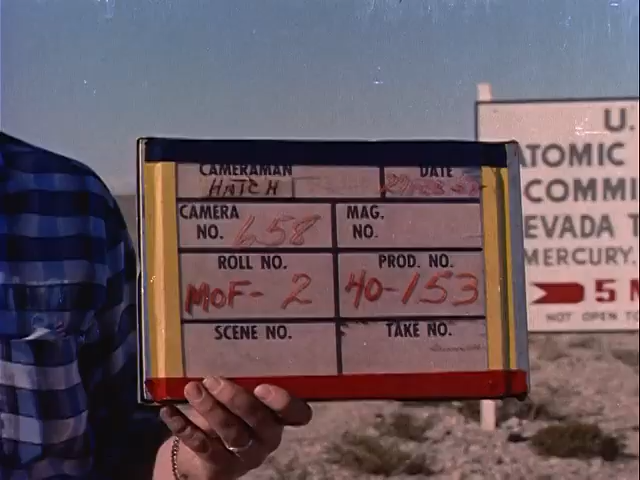 CAMERAMAN
HATCH
DATE
CAMERA NO. 658
MAG. NO.
ROLL NO.
MOF-2
PROD. NO.
40-153
SCENE NO.
TAKE NO.
U.
ATOMIC
COMMI
EVADA T
MERCURY.
5 M
NOT OPEN TO